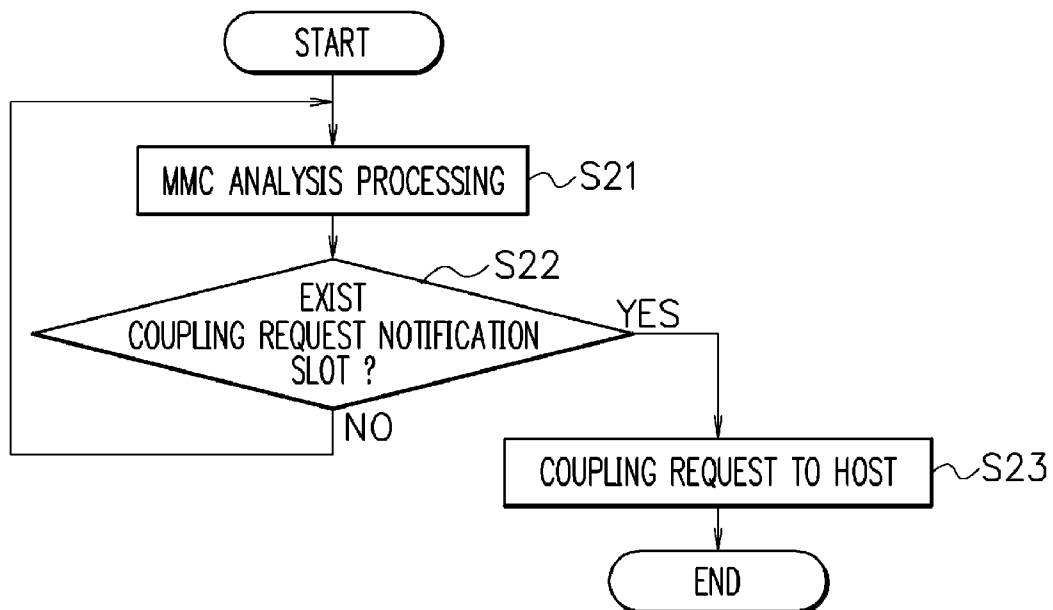 START
MMC ANALYSIS PROCESSING
S21
S22
EXIST
COUPLING REQUEST NOTIFICATION
SLOT ?
YES
NO
COUPLING REQUEST TO HOST
S23
END